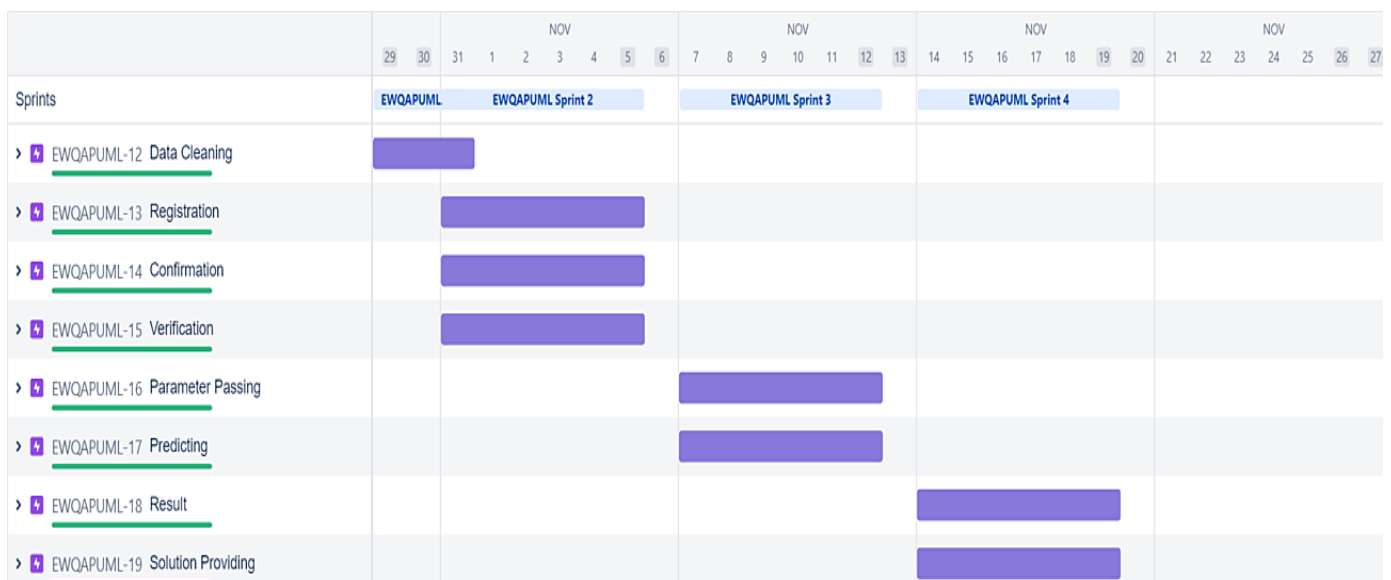 NOV NOV NOV NOV
29 30 31 1 2 3 4 5 6 7 8 9 10 11 12 13 14 15 16 17 18 19 20 21 22 23 24 25 26 27
Sprints EWQAPUML EWQAPUML Sprint 2 EWQAPUML Sprint 3 EWQAPUML Sprint 4
EWQAPUML-12 Data Cleaning
EWQAPUML-13 Registration
EWQAPUML-14 Confirmation
EWQAPUML-15 Verification
EWQAPUML-16 Parameter Passing
EWQAPUML-17 Predicting
EWQAPUML-18 Result
EWQAPUML-19 Solution Providing